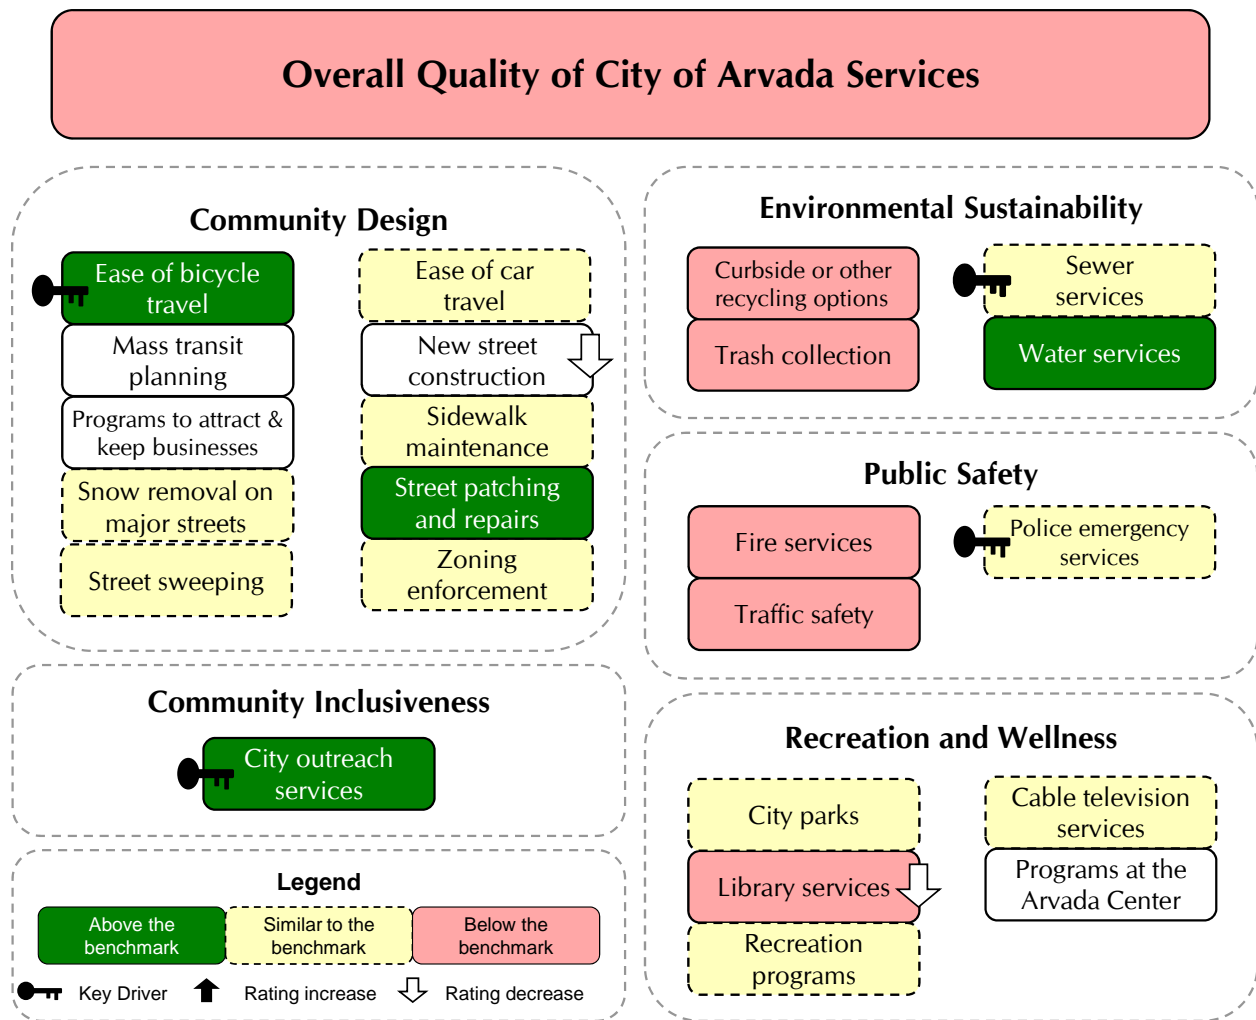 Overall Quality of City of Arvada Services
Community Design
Ease of bicycle
travel
Mass transit
planning
Programs to attract &
keep businesses
Snow removal on
major streets
Street sweeping
Ease of car
travel
New street
construction
Sidewalk
maintenance
Street patching
and repairs
Zoning
enforcement
Community Inclusiveness
City outreach
services
Legend
Above the
benchmark
Similar to the
benchmark
Below the
benchmark
Key Driver
Rating increase
Rating decrease
Environmental Sustainability
Curbside or other
recycling options
Trash collection
Sewer
services
Water services
Public Safety
Fire services
Traffic safety
Police emergency
services
Recreation and Wellness
City parks
Library services
Recreation
programs
Cable television
services
Programs at the
Arvada Center